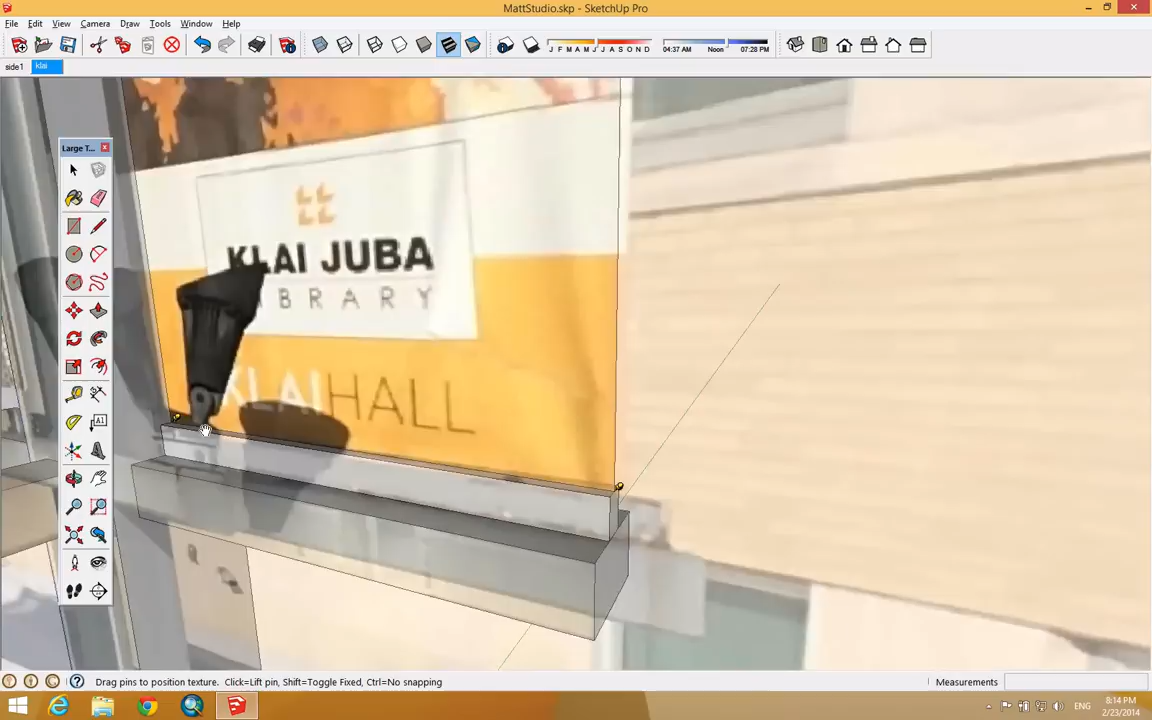 MattStudio.skp - SketchUp Pro
File Edit View Camera Draw Tools Window Help
J F M A M J J A S O N D
04:37 AM Noon 07:28 PM
side1 klai
Large T...
KLAI JUBA
LIBRARY
KLAIHALL
Drag pins to position texture. Click=Lift pin, Shift=Toggle Fixed, Ctrl=No snapping
Measurements
ENG
8:14 PM
2/23/2014